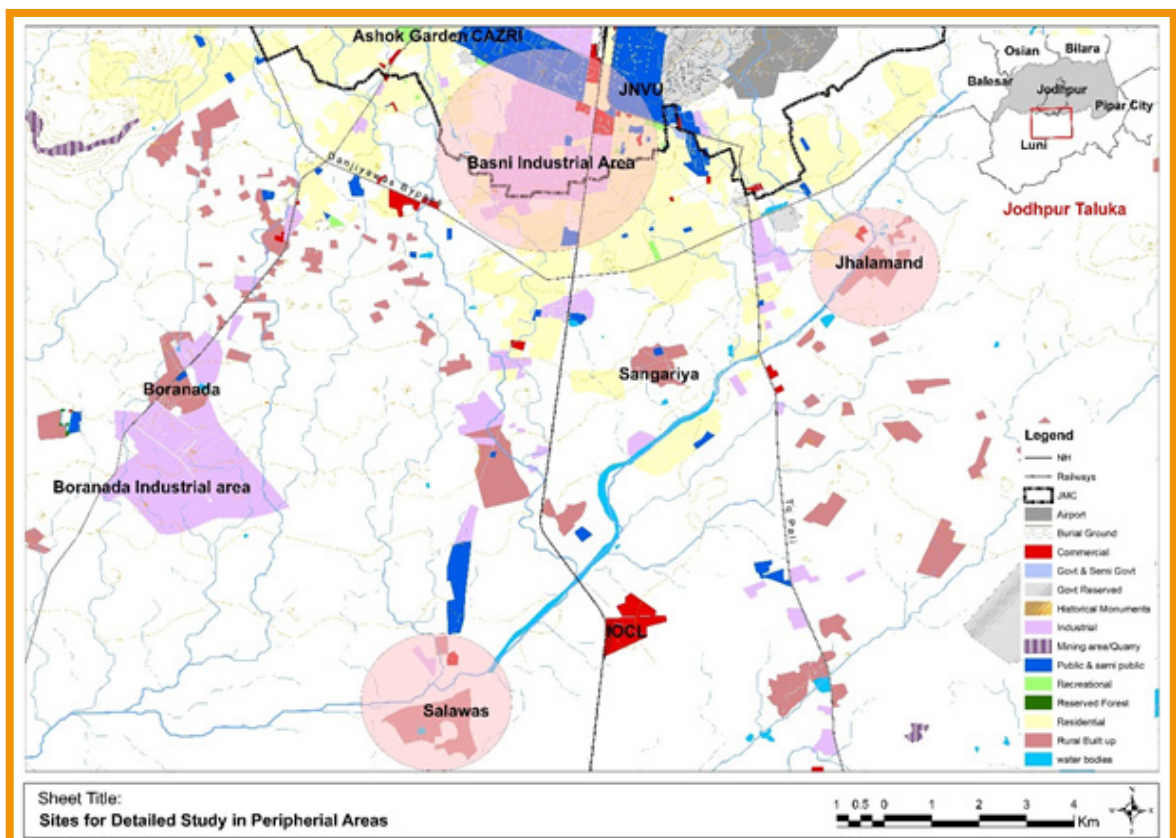 Ashok Garden CAZRI
JNVU
Osian
Bilara
Balesar
Jodhpur
Pipar City
Luni
Jodhpur Taluka
Basni Industrial Area
Jhalamand
Sangariya
Boranada
Boranada Industrial area
To Pali
IOCL
Salawas
Legend
NH
Railways
JMC
Airport
Burial Ground
Commercial
Govt & Semi Govt
Govt Reserved
Historical Monuments
Industrial
Mining area/Quarry
Public & semi public
Recreational
Reserved Forest
Residential
Rural Built up
water bodies
Sheet Title:
Sites for Detailed Study in Peripherial Areas
1 0.5 0 1 2 3 4
Km